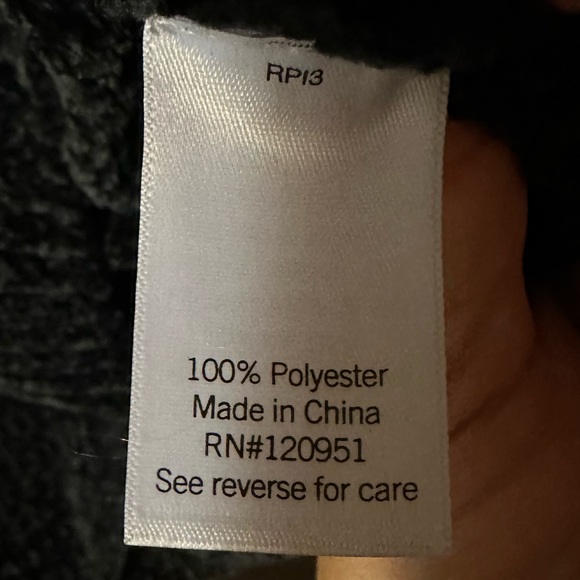 RP13
100% Polyester
Made in China
RN#120951
See reverse for care